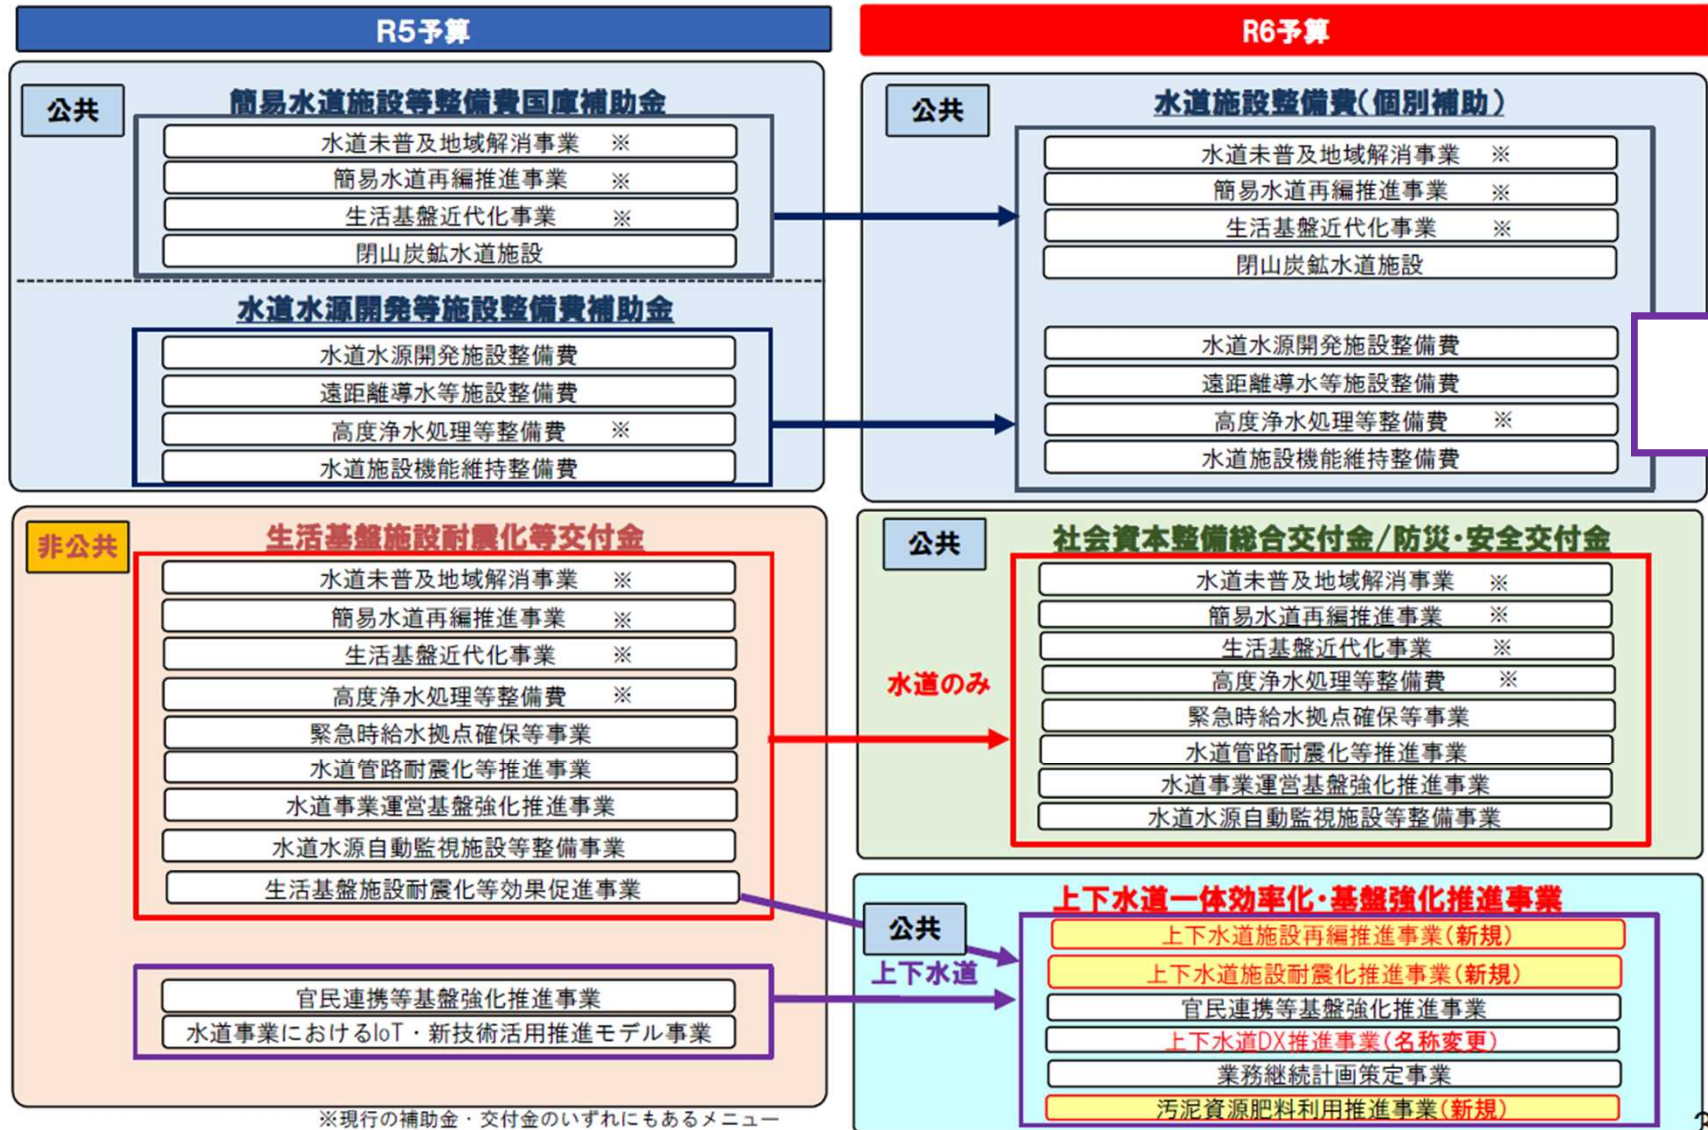 R5予算
公共
簡易水道施設等整備費国庫補助金
水道未普及地域解消事業 ※
簡易水道再編推進事業 ※
生活基盤近代化事業 ※
閉山炭鉱水道施設
水道水源開発等施設整備費補助金
水道水源開発施設整備費
遠距離導水等施設整備費
高度浄水処理等整備費 ※
水道施設機能維持整備費
非公共
生活基盤施設耐震化等交付金
水道未普及地域解消事業 ※
簡易水道再編推進事業 ※
生活基盤近代化事業 ※
高度浄水処理等整備費 ※
緊急時給水拠点確保等事業
水道管路耐震化等推進事業
水道事業運営基盤強化推進事業
水道水源自動監視施設等整備事業
生活基盤施設耐震化等効果促進事業
官民連携等基盤強化推進事業
水道事業におけるIoT・新技術活用推進モデル事業
※現行の補助金・交付金のいずれにもあるメニュー
R6予算
公共
水道施設整備費(個別補助)
水道未普及地域解消事業 ※
簡易水道再編推進事業 ※
生活基盤近代化事業 ※
閉山炭鉱水道施設
水道水源開発施設整備費
遠距離導水等施設整備費
高度浄水処理等整備費 ※
水道施設機能維持整備費
公共
社会資本整備総合交付金/防災・安全交付金
水道のみ
水道未普及地域解消事業 ※
簡易水道再編推進事業 ※
生活基盤近代化事業 ※
高度浄水処理等整備費 ※
緊急時給水拠点確保等事業
水道管路耐震化等推進事業
水道事業運営基盤強化推進事業
水道水源自動監視施設等整備事業
公共
上下水道
上下水道一体効率化・基盤強化推進事業
上下水道施設再編推進事業(新規)
上下水道施設耐震化推進事業(新規)
官民連携等基盤強化推進事業
上下水道DX推進事業(名称変更)
業務継続計画策定事業
汚泥資源肥料利用推進事業(新規)